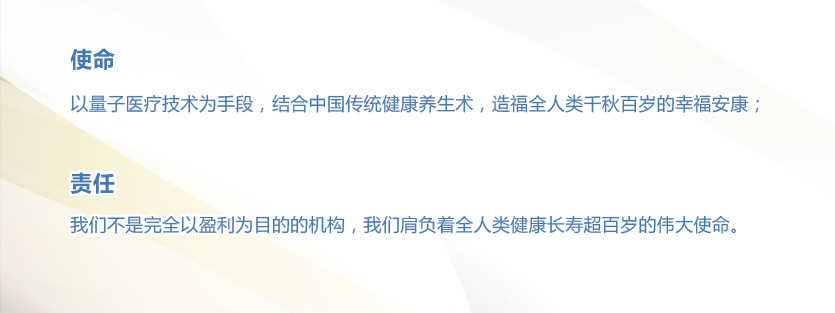 使命
以量子医疗技术为手段，结合中国传统健康养生术，造福全人类千秋百岁的幸福安康；
责任
我们不是完全以盈利为目的的机构，我们肩负着全人类健康长寿超百岁的伟大使命。